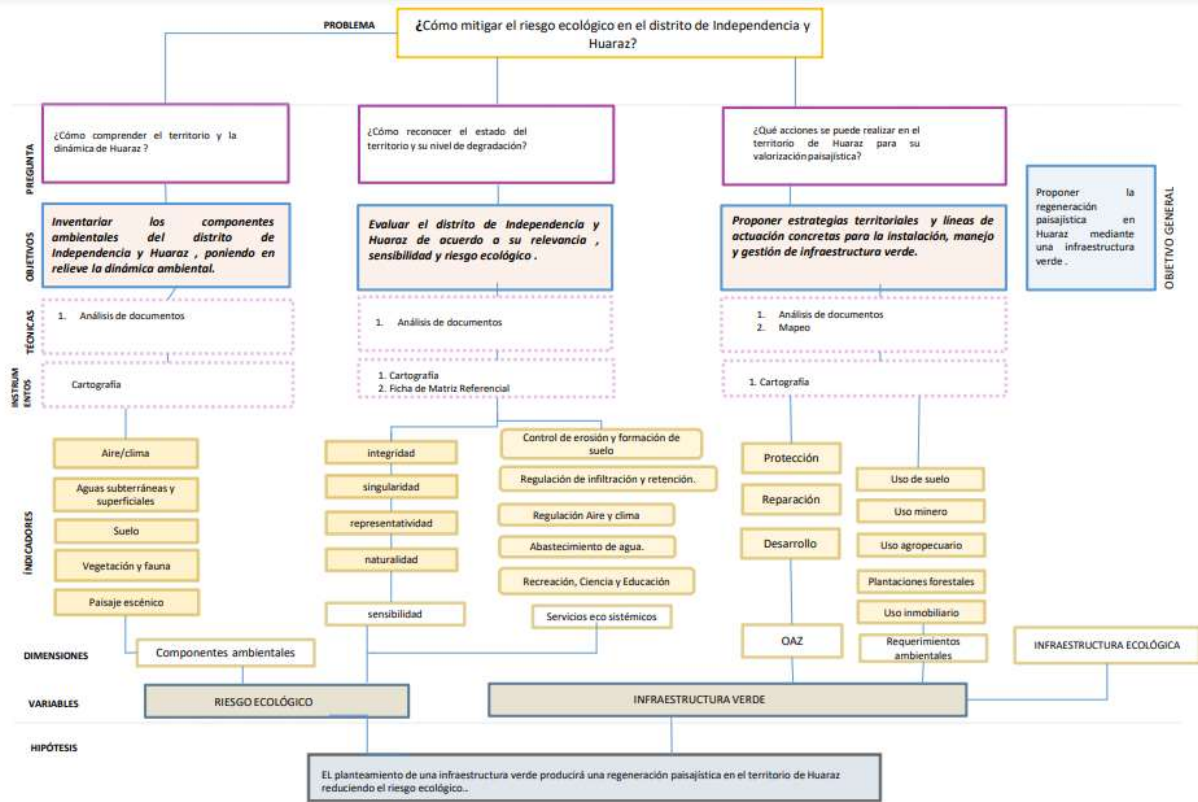 PROBLEMA
¿Cómo mitigar el riesgo ecológico en el distrito de Independencia y
Huaraz?
PREGUNTA
¿Cómo comprender el territorio y la
dinámica de Huaraz ?
¿Cómo reconocer el estado del
territorio y su nivel de degradación?
¿Qué acciones se puede realizar en el
territorio de Huaraz para su
valorización paisajística?
OBJETIVOS
Inventariar los componentes
ambientales del distrito de
Independencia y Huaraz , poniendo en
relieve la dinámica ambiental.
Evaluar el distrito de Independencia y
Huaraz de acuerdo a su relevancia ,
sensibilidad y riesgo ecológico .
Proponer estrategias territoriales y líneas de
actuación concretas para la instalación, manejo
y gestión de infraestructura verde.
Proponer la
regeneración
paisajística en
Huaraz mediante
una infraestructura
verde .
OBJETIVO GENERAL
TÉCNICAS
1. Análisis de documentos
1. Análisis de documentos
1. Análisis de documentos
2. Mapeo
INSTRUM
ENTOS
Cartografía
1. Cartografía
2. Ficha de Matriz Referencial
1. Cartografía
ÍNDICADORES
Aire/clima
Aguas subterráneas y
superficiales
Suelo
Vegetación y fauna
Paisaje escénico
integridad
singularidad
representatividad
naturalidad
sensibilidad
Control de erosión y formación de
suelo
Regulación de infiltración y retención.
Regulación Aire y clima
Abastecimiento de agua.
Recreación, Ciencia y Educación
Servicios eco sistémicos
Protección
Reparación
Desarrollo
OAZ
Uso de suelo
Uso minero
Uso agropecuario
Plantaciones forestales
Uso inmobiliario
Requerimientos
ambientales
DIMENSIONES
Componentes ambientales
INFRAESTRUCTURA ECOLÓGICA
VARIABLES
RIESGO ECOLÓGICO
INFRAESTRUCTURA VERDE
HIPÓTESIS
EL planteamiento de una infraestructura verde producirá una regeneración paisajística en el territorio de Huaraz
reduciendo el riesgo ecológico..